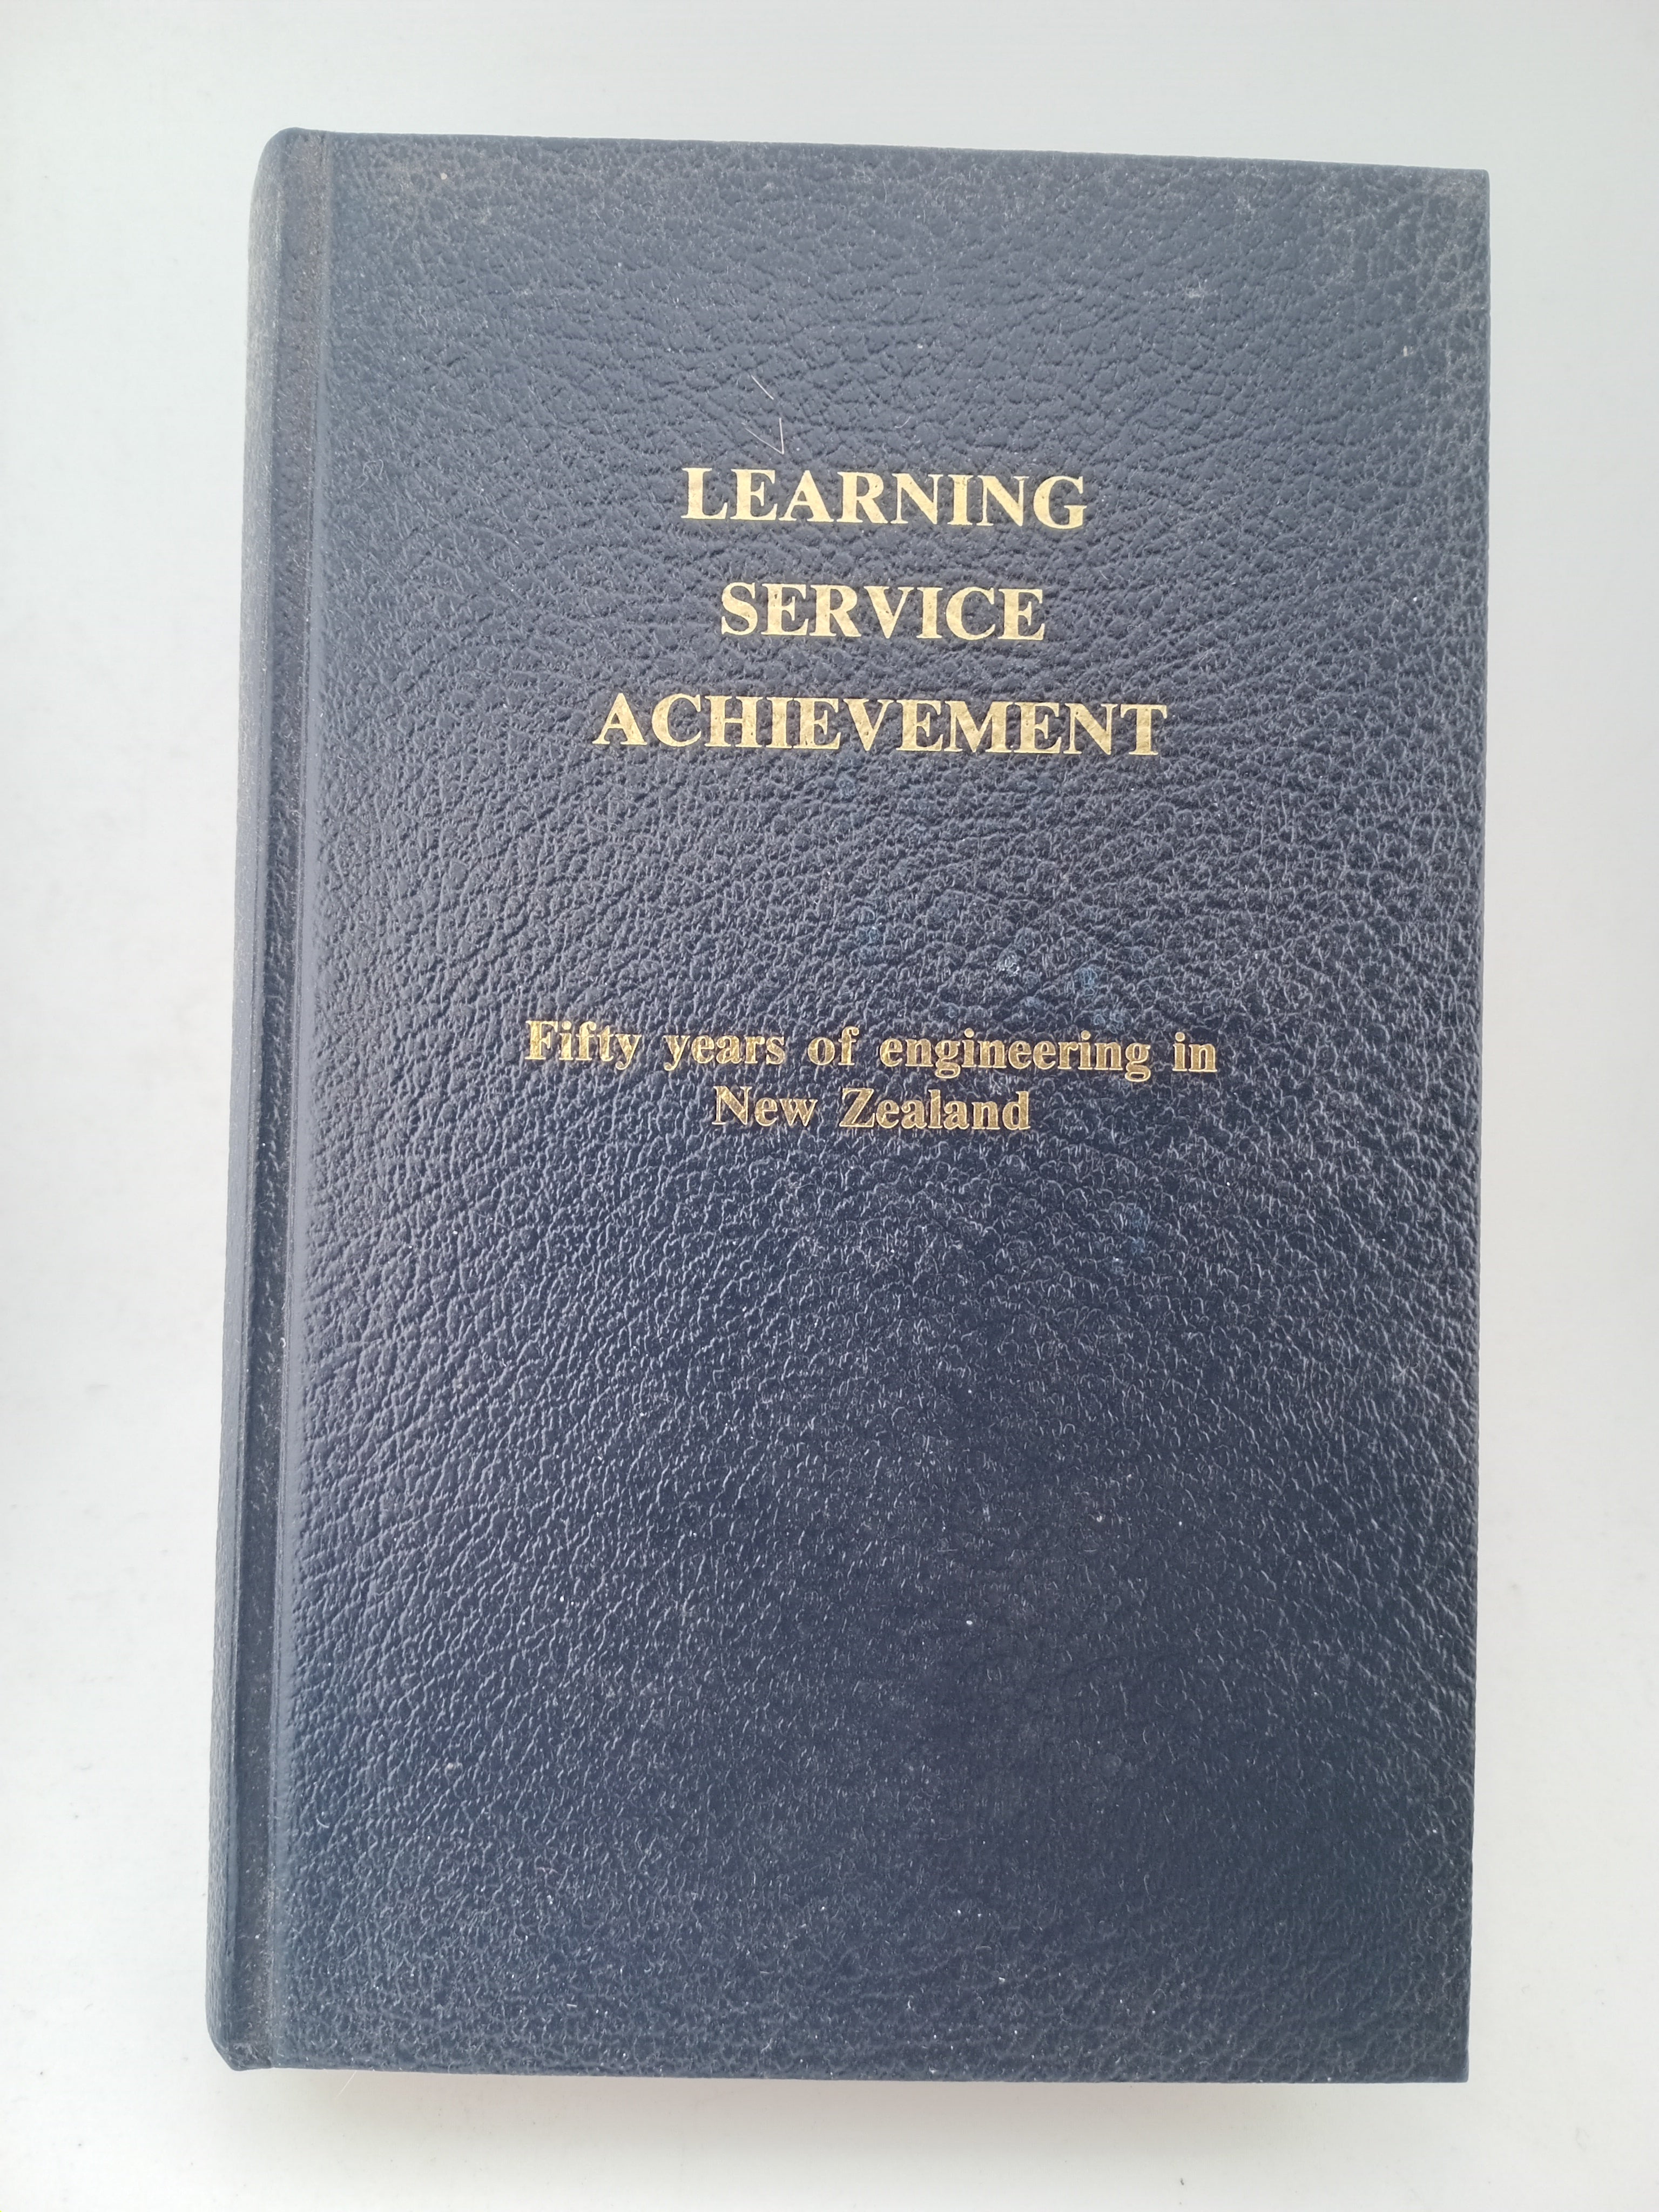 LEARNING
SERVICE
ACHIEVEMENT
Fifty years of engineering in
New Zealand